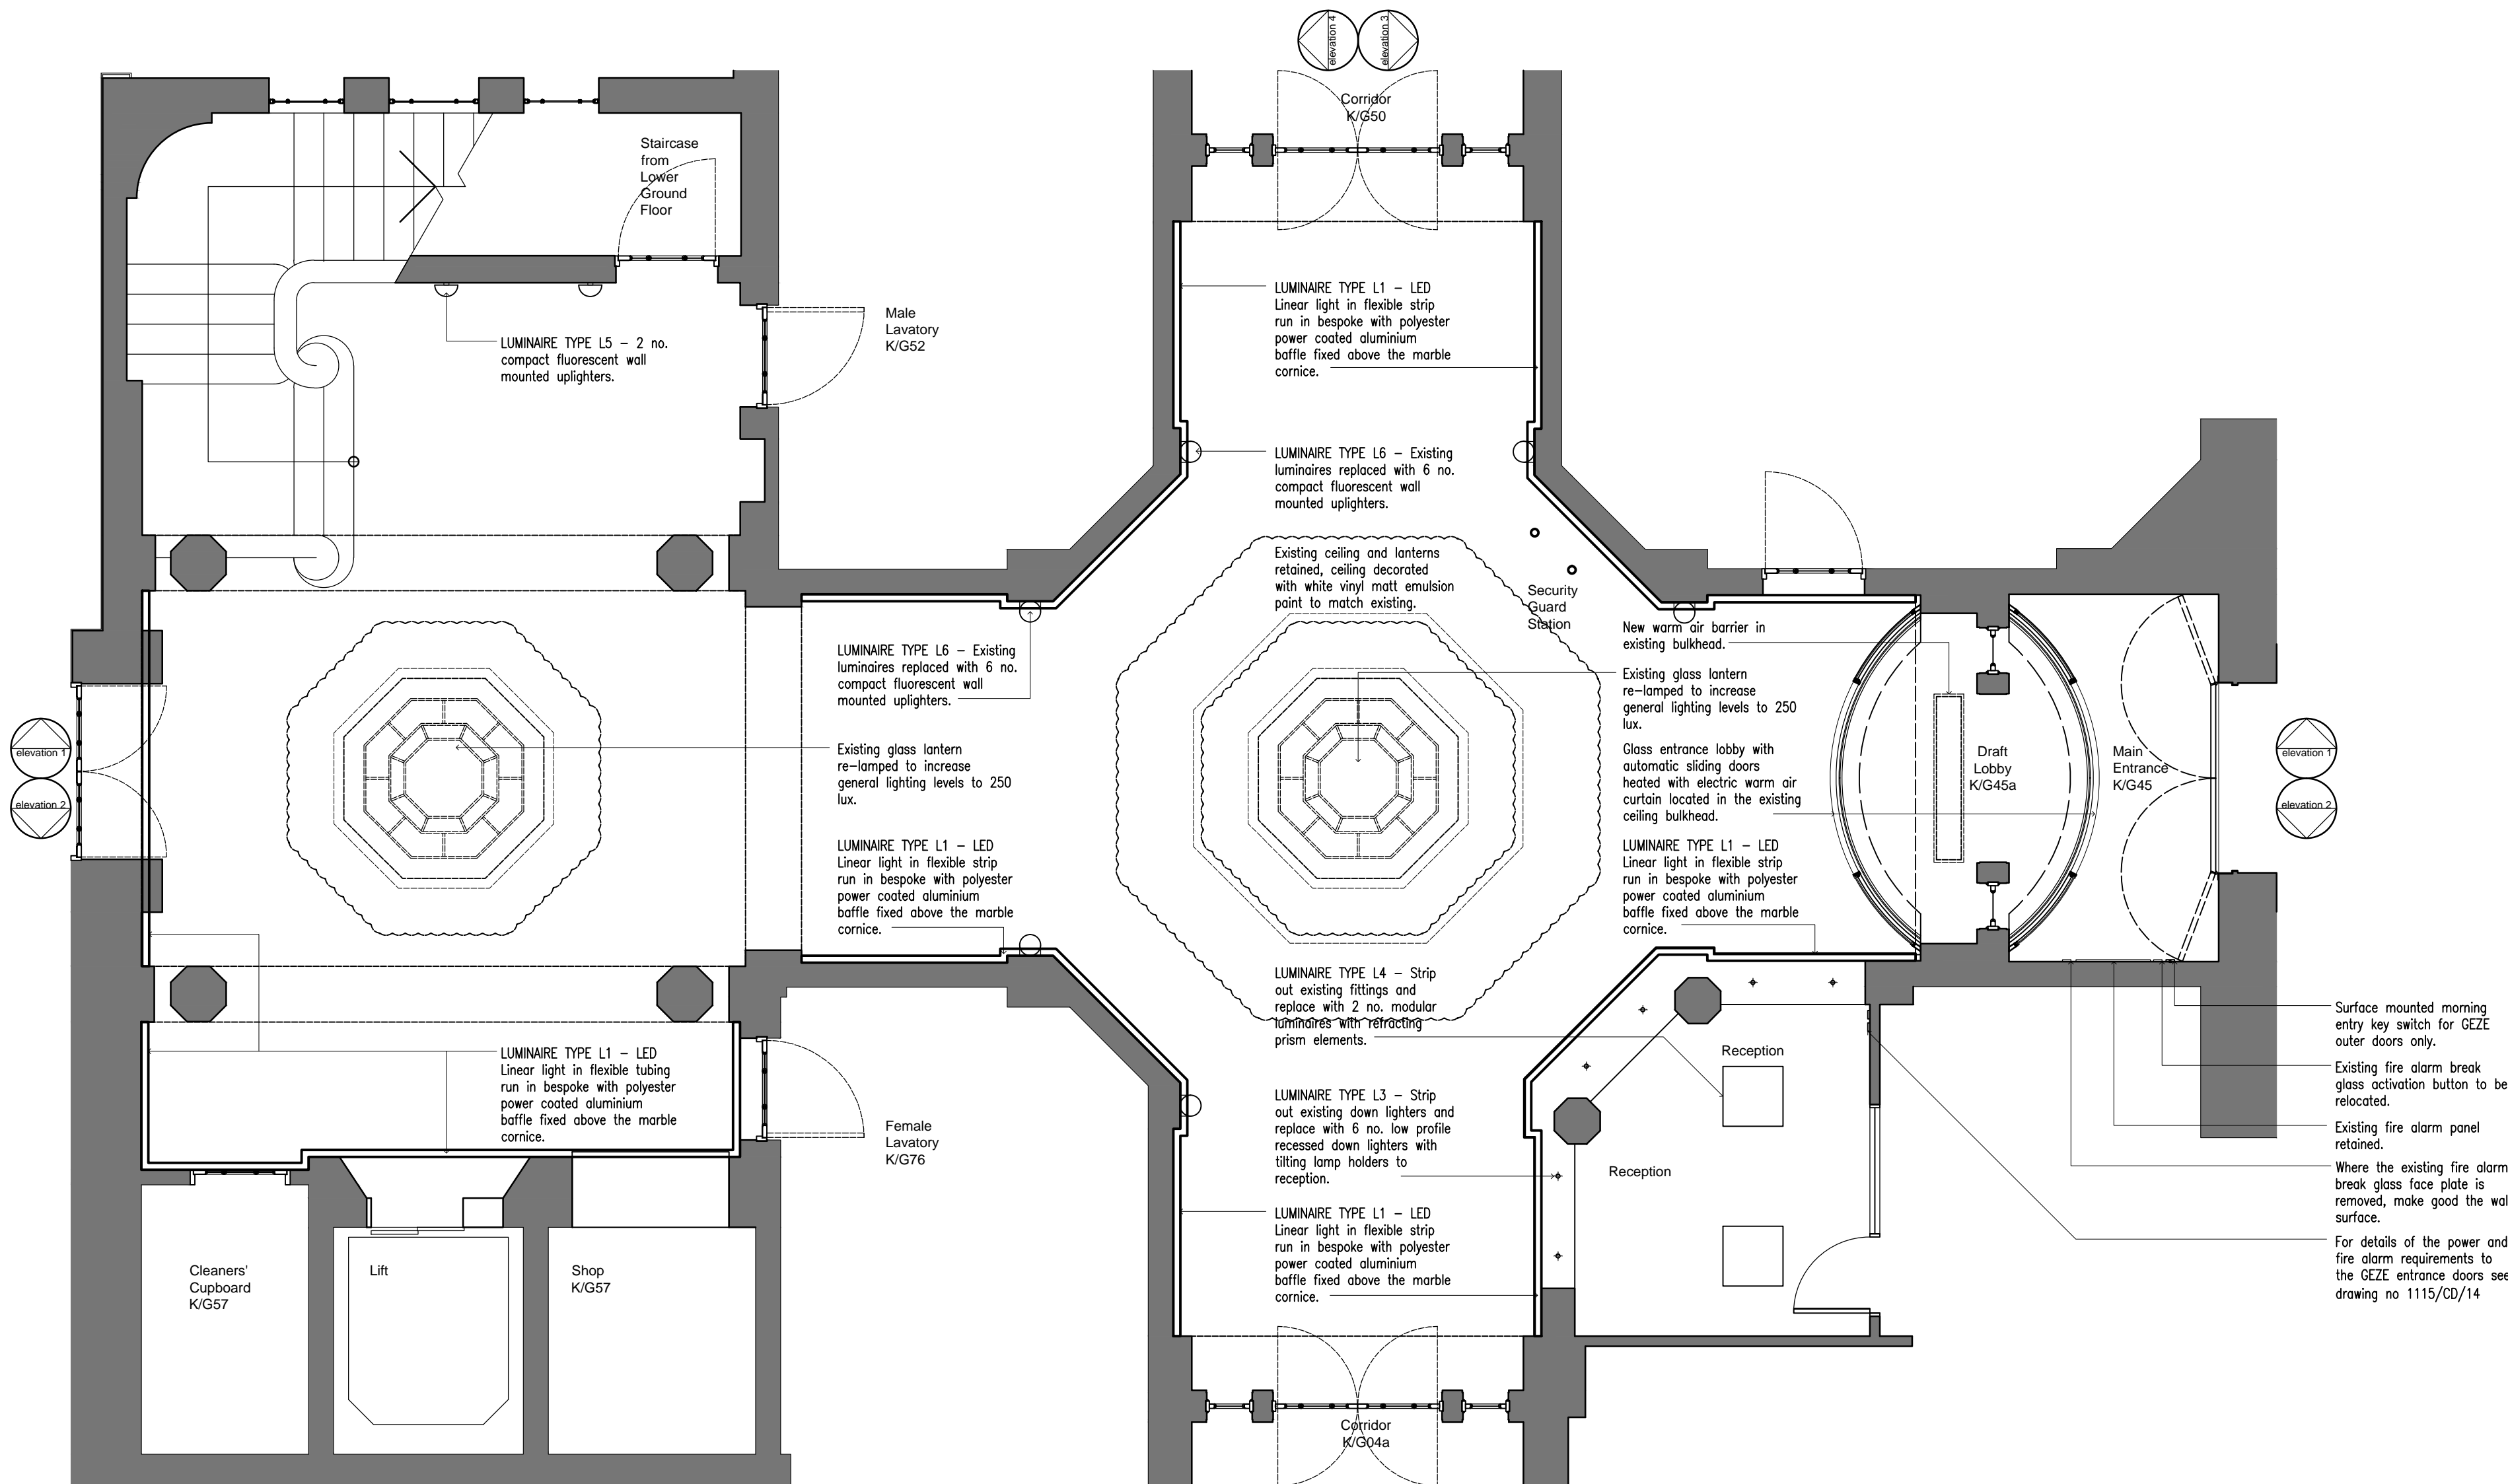 elevation 4
elevation 3
Corridor
K/G50
Staircase
from
Lower
Ground
Floor
Male
Lavatory
K/G52
LUMINAIRE TYPE L5 - 2 no.
compact fluorescent wall
mounted uplighters.
LUMINAIRE TYPE L1 - LED
Linear light in flexible strip
run in bespoke with polyester
power coated aluminium
baffle fixed above the marble
cornice.
LUMINAIRE TYPE L6 - Existing
luminaires replaced with 6 no.
compact fluorescent wall
mounted uplighters.
Existing ceiling and lanterns
retained, ceiling decorated
with white vinyl matt emulsion
paint to match existing.
Security
Guard
Station
LUMINAIRE TYPE L6 - Existing
luminaires replaced with 6 no.
compact fluorescent wall
mounted uplighters.
Existing glass lantern
re-lamped to increase
general lighting levels to 250
lux.
LUMINAIRE TYPE L1 - LED
Linear light in flexible strip
run in bespoke with polyester
power coated aluminium
baffle fixed above the marble
cornice.
New warm air barrier in
existing bulkhead.
Existing glass lantern
re-lamped to increase
general lighting levels to 250
lux.
Glass entrance lobby with
automatic sliding doors
heated with electric warm air
curtain located in the existing
ceiling bulkhead.
LUMINAIRE TYPE L1 - LED
Linear light in flexible strip
run in bespoke with polyester
power coated aluminium
baffle fixed above the marble
cornice.
Draft
Lobby
K/G45a
Main
Entrance
K/G45
elevation 1
elevation 2
elevation 1
elevation 2
LUMINAIRE TYPE L4 - Strip
out existing fittings and
replace with 2 no. modular
luminaires with refracting
prism elements.
LUMINAIRE TYPE L3 - Strip
out existing down lighters and
replace with 6 no. low profile
recessed down lighters with
tilting lamp holders to
reception.
LUMINAIRE TYPE L1 - LED
Linear light in flexible strip
run in bespoke with polyester
power coated aluminium
baffle fixed above the marble
cornice.
Reception
Reception
LUMINAIRE TYPE L1 - LED
Linear light in flexible tubing
run in bespoke with polyester
power coated aluminium
baffle fixed above the marble
cornice.
Female
Lavatory
K/G76
Cleaners'
Cupboard
K/G57
Lift
Shop
K/G57
Corridor
K/G04a
Surface mounted morning
entry key switch for GEZE
outer doors only.
Existing fire alarm break
glass activation button to be
relocated.
Existing fire alarm panel
retained.
Where the existing fire alarm
break glass face plate is
removed, make good the wal
surface.
For details of the power and
fire alarm requirements to
the GEZE entrance doors see
drawing no 1115/CD/14